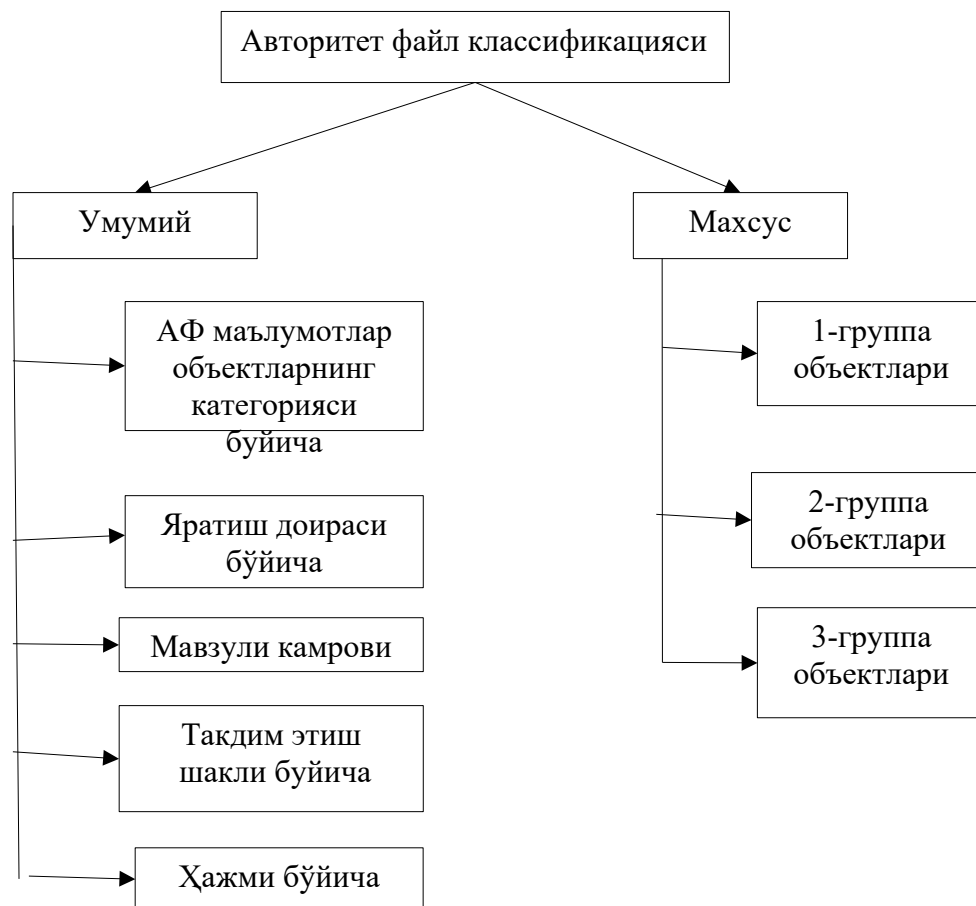 Авторитет файл классификацияси
Умумий
Махсус
АФ маълумотлар
объектларнинг
категорияси
буйича
Яратиш доираси
бўйича
Мавзули камрови
Такдим этиш
шакли буйича
Ҳажми бўйича
1-группа
объектлари
2-группа
объектлари
3-группа
объектлари